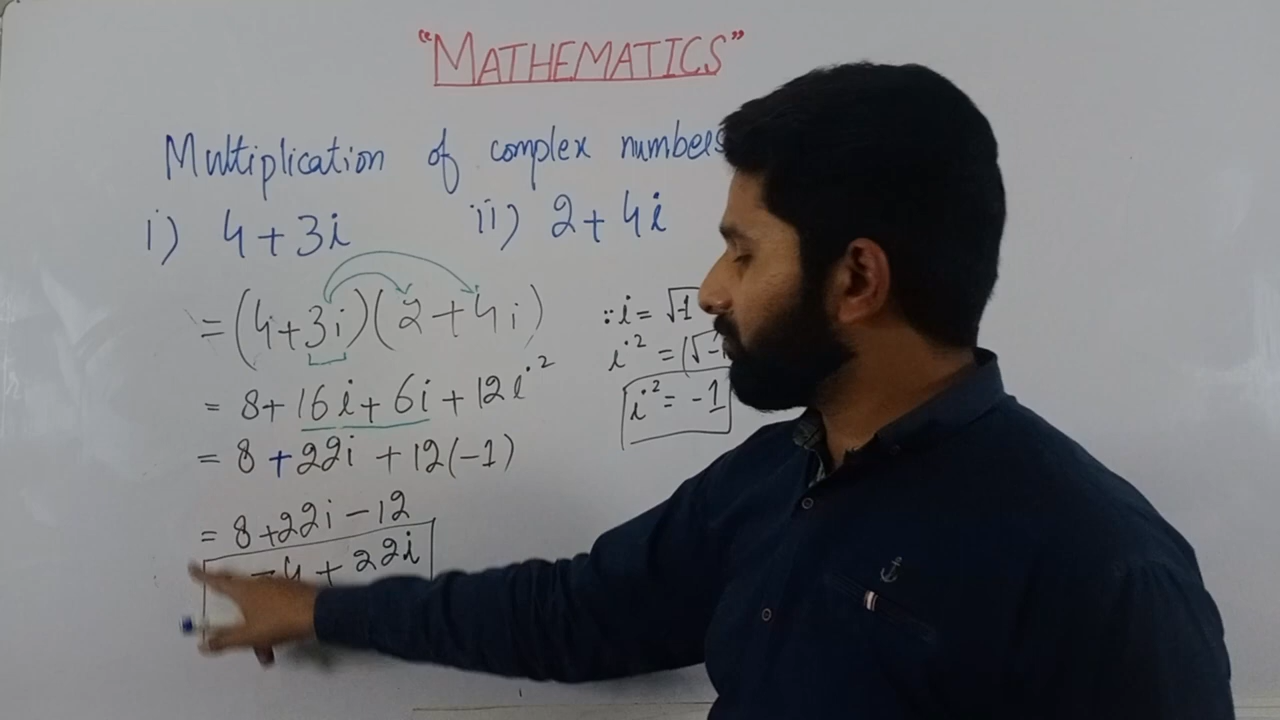 “MATHEMATICS”
Multiplication of complex numbers
i) 4+3i ii) 2+4i
=(4+3i)(2+4i)
= 8+16i+6i+12i²
= 8+22i+12(-1)
= 8+22i-12
-4+22i
∵ i = √-1
i² = (√-1
i² = -1